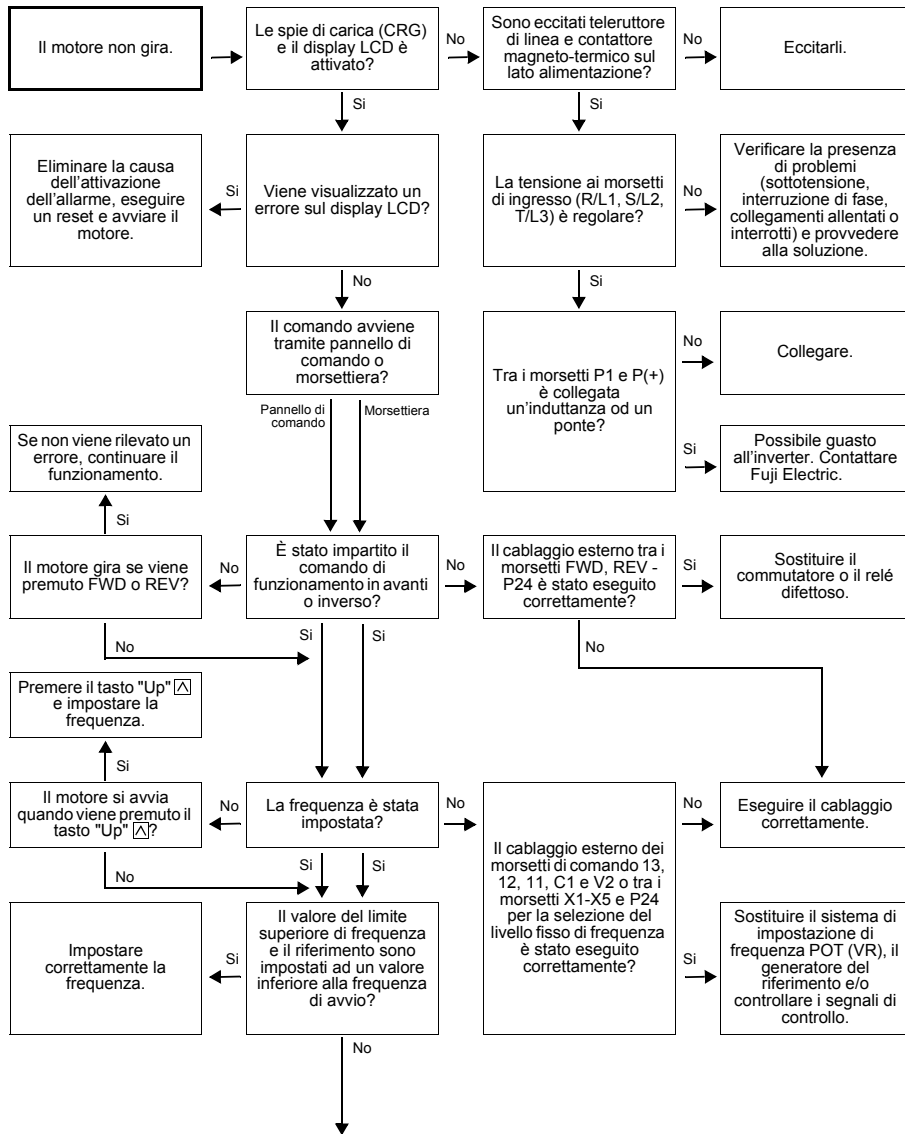 Il motore non gira.
Le spie di carica (CRG)
e il display LCD è
attivato?
No
Sono eccitati teleruttore
di linea e contattore
magneto-termico sul
lato alimentazione?
No
Eccitarli.
Si
Si
Eliminare la causa
dell'attivazione
dell'allarme, eseguire
un reset e avviare il
motore.
Si
Viene visualizzato un
errore sul display LCD?
La tensione ai morsetti
di ingresso (R/L1, S/L2,
T/L3) è regolare?
No
Verificare la presenza
di problemi
(sottotensione,
interruzione di fase,
collegamenti allentati o
interrotti) e provvedere
alla soluzione.
No
Si
Il comando avviene
tramite pannello di
comando o
morsettiera?
Tra i morsetti P1 e P(+)
è collegata
un'induttanza od un
ponte?
No
Collegare.
Si
Possibile guasto
all'inverter. Contattare
Fuji Electric.
Pannello di
comando
Morsettiera
Se non viene rilevato un
errore, continuare il
funzionamento.
Si
Il motore gira se viene
premuto FWD o REV?
No
È stato impartito il
comando di
funzionamento in avanti
o inverso?
No
Il cablaggio esterno tra i
morsetti FWD, REV -
P24 è stato eseguito
correttamente?
Si
Sostituire il
commutatore o il relé
difettoso.
No
Si
Si
No
Premere il tasto "Up" ⋀
e impostare la
frequenza.
Si
Il motore si avvia
quando viene premuto il
tasto "Up" ⋀?
No
La frequenza è stata
impostata?
No
Il cablaggio esterno dei
morsetti di comando 13,
12, 11, C1 e V2 o tra i
morsetti X1-X5 e P24
per la selezione del
livello fisso di frequenza
è stato eseguito
correttamente?
No
Eseguire il cablaggio
correttamente.
Si
Sostituire il sistema di
impostazione di
frequenza POT (VR), il
generatore del
riferimento e/o
controllare i segnali di
controllo.
No
Si
Si
Impostare
correttamente la
frequenza.
Si
Il valore del limite
superiore di frequenza
e il riferimento sono
impostati ad un valore
inferiore alla frequenza
di avvio?
No